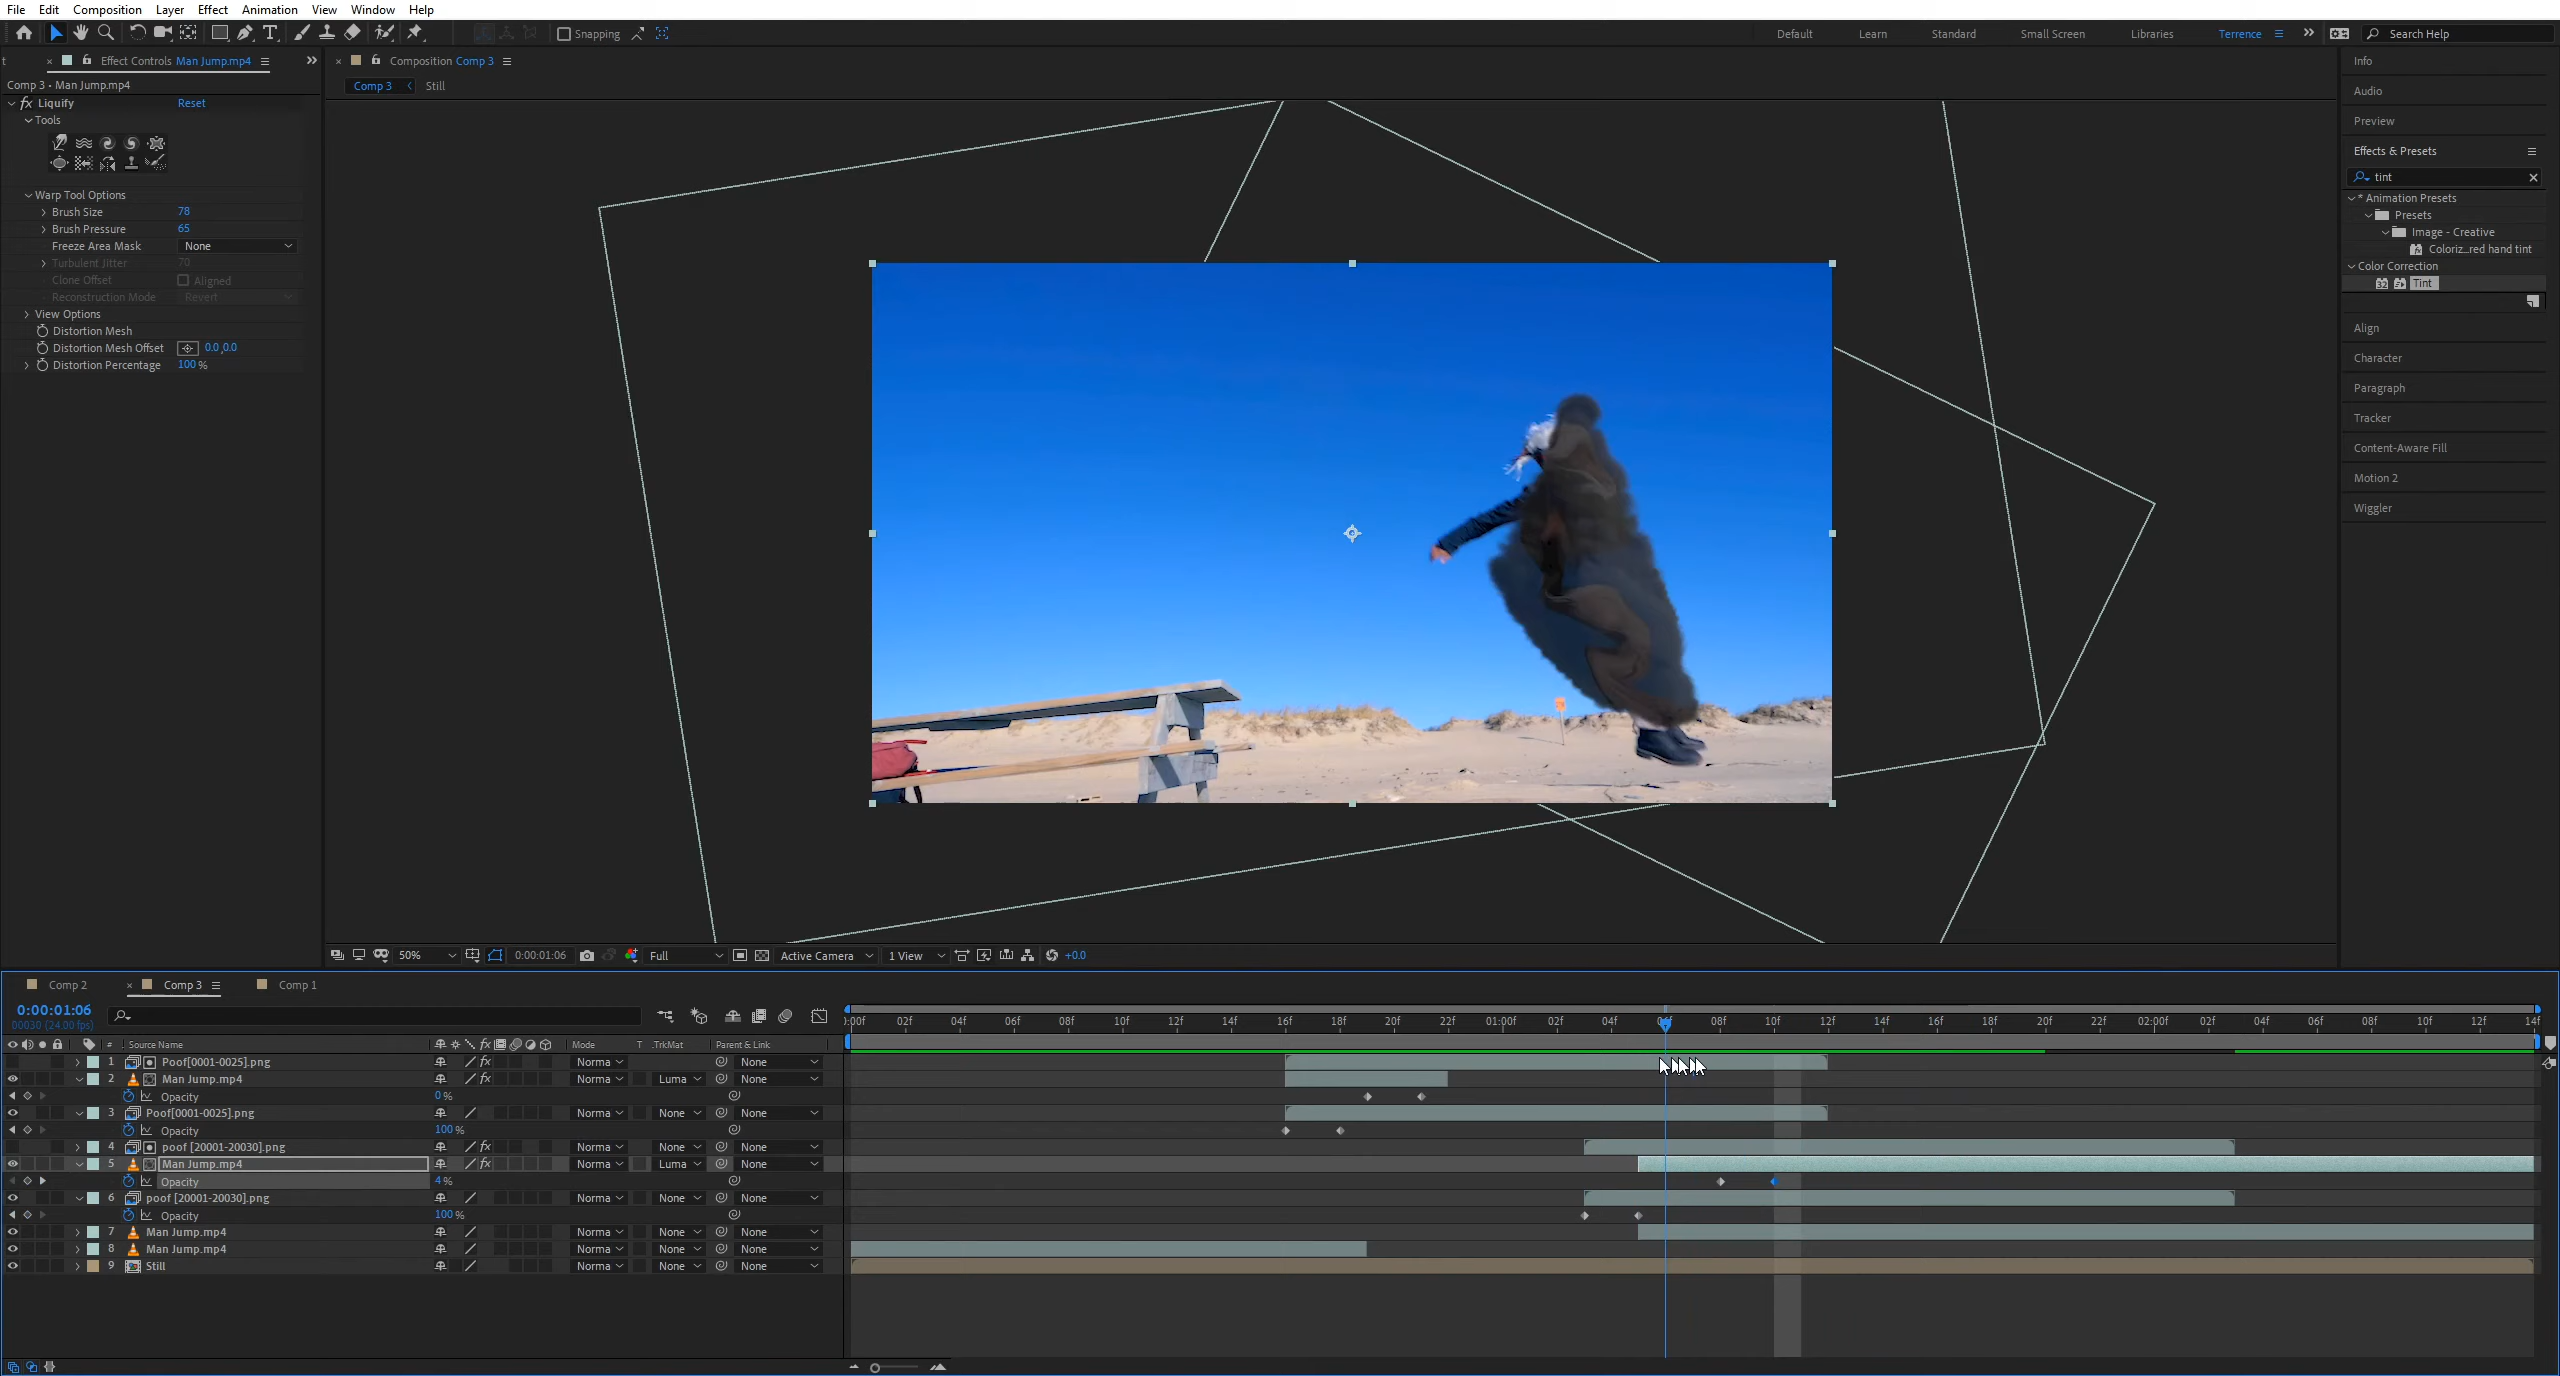 File Edit Composition Layer Effect Animation View Window Help
Snapping Default Learn Standard Small Screen Libraries Terrence Search Help
Effect Controls Man Jump.mp4
Comp 3 • Man Jump.mp4
fx Liquify Reset
Tools
Warp Tool Options
Brush Size 78
Brush Pressure 65
Freeze Area Mask None
Turbulent Jitter 70
Clone Offset Aligned
Reconstruction Mode Revert
View Options
Distortion Mesh
Distortion Mesh Offset 0.0,0.0
Distortion Percentage 100 %
Composition Comp 3
Comp 3 Still
Info
Audio
Preview
Effects & Presets
tint
* Animation Presets
Presets
Image - Creative
Coloriz...red hand tint
Color Correction
Tint
Align
Character
Paragraph
Tracker
Content-Aware Fill
Motion 2
Wiggler
50% 0:00:01:06 Full Active Camera 1 View +0.0
Comp 2 Comp 3 Comp 1
0:00:01:06
00030 (24.00 fps)
:00f 02f 04f 06f 08f 10f 12f 14f 16f 18f 20f 22f 01:00f 02f 04f 08f 10f 12f 14f 16f 18f 20f 22f 02:00f 02f 04f 06f 08f 10f 12f 14f
# Source Name Mode T .TrkMat Parent & Link
1 Poof[0001-0025].png Norma None
2 Man Jump.mp4 Norma Luma None
Opacity 0 %
3 Poof[0001-0025].png Norma None None
Opacity 100 %
4 poof [20001-20030].png Norma None None
5 Man Jump.mp4 Norma Luma None
Opacity 4 %
6 poof [20001-20030].png Norma None None
Opacity 100 %
7 Man Jump.mp4 Norma None None
8 Man Jump.mp4 Norma None None
9 Still Norma None None